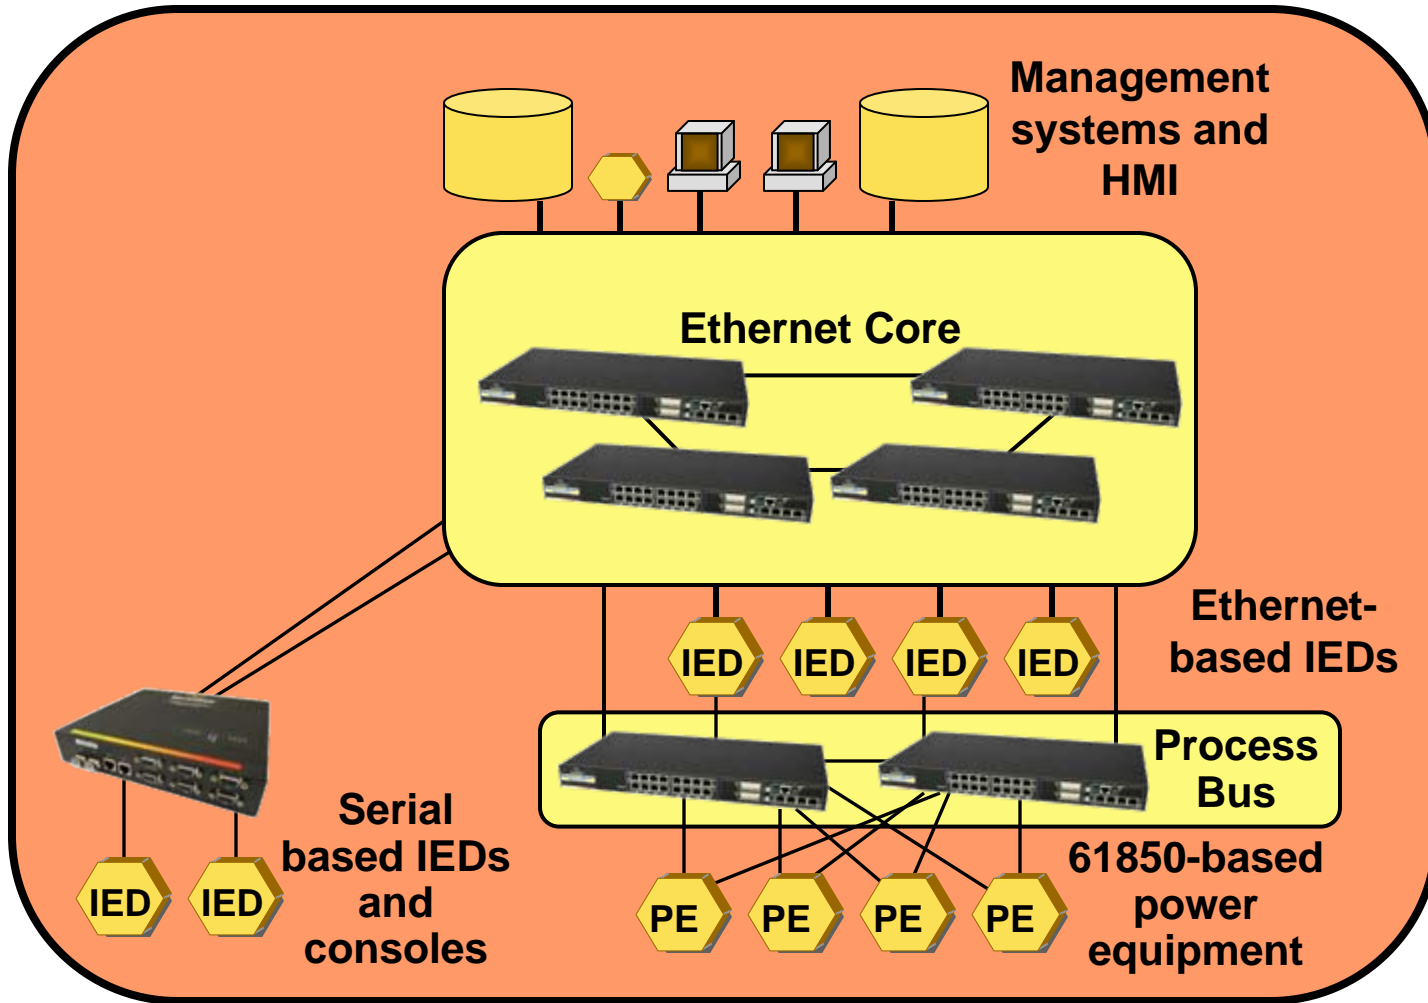 Management
systems and
HMI
Ethernet Core
Ethernet-
based IEDs
IED
IED
IED
IED
Process
Bus
Serial
based IEDs
and
consoles
IED
IED
61850-based
power
equipment
PE
PE
PE
PE